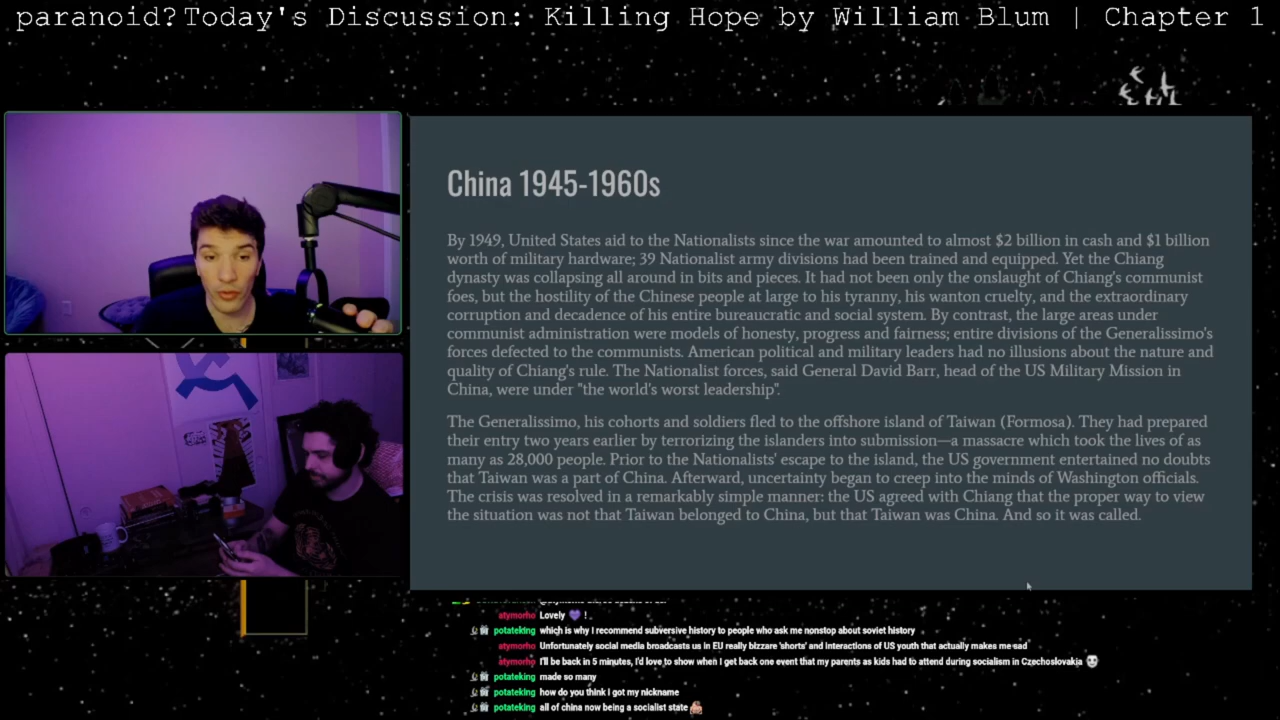 paranoid?Today's Discussion: Killing Hope by William Blum | Chapter 1
China 1945-1960s
By 1949, United States aid to the Nationalists since the war amounted to almost $2 billion in cash and $1 billion
worth of military hardware; 39 Nationalist army divisions had been trained and equipped. Yet the Chiang
dynasty was collapsing all around in bits and pieces. It had not been only the onslaught of Chiang's communist
foes, but the hostility of the Chinese people at large to his tyranny, his wanton cruelty, and the extraordinary
corruption and decadence of his entire bureaucratic and social system. By contrast, the large areas under
communist administration were models of honesty, progress and fairness; entire divisions of the Generalissimo's
forces defected to the communists. American political and military leaders had no illusions about the nature and
quality of Chiang's rule. The Nationalist forces, said General David Barr, head of the US Military Mission in
China, were under "the world's worst leadership".
The Generalissimo, his cohorts and soldiers fled to the offshore island of Taiwan (Formosa). They had prepared
their entry two years earlier by terrorizing the islanders into submission—a massacre which took the lives of as
many as 28,000 people. Prior to the Nationalists' escape to the island, the US government entertained no doubts
that Taiwan was a part of China. Afterward, uncertainty began to creep into the minds of Washington officials.
The crisis was resolved in a remarkably simple manner: the US agreed with Chiang that the proper way to view
the situation was not that Taiwan belonged to China, but that Taiwan was China. And so it was called.
atymorho Lovely 💜 !
potateking which is why I recommend subversive history to people who ask me nonstop about soviet history
atymorho Unfortunately social media broadcasts us in EU really bizzare 'shorts' and interactions of US youth that actually makes me sad
atymorho I'll be back in 5 minutes, I'd love to show when I get back one event that my parents as kids had to attend during socialism in Czechoslovakia
potateking made so many
potateking how do you think I got my nickname
potateking all of china now being a socialist state